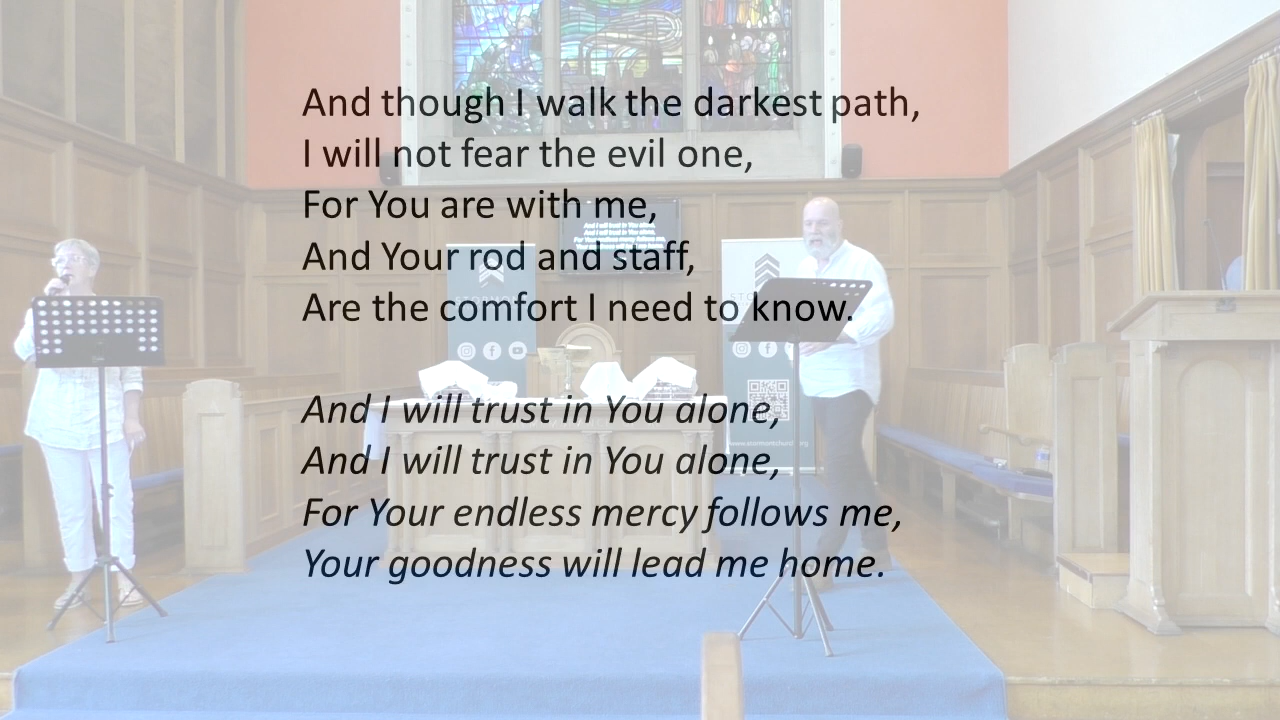 And though I walk the darkest path,
I will not fear the evil one,
For You are with me,
And Your rod and staff,
Are the comfort I need to know.
And I will trust in You alone,
And I will trust in You alone,
For Your endless mercy follows me,
Your goodness will lead me home.